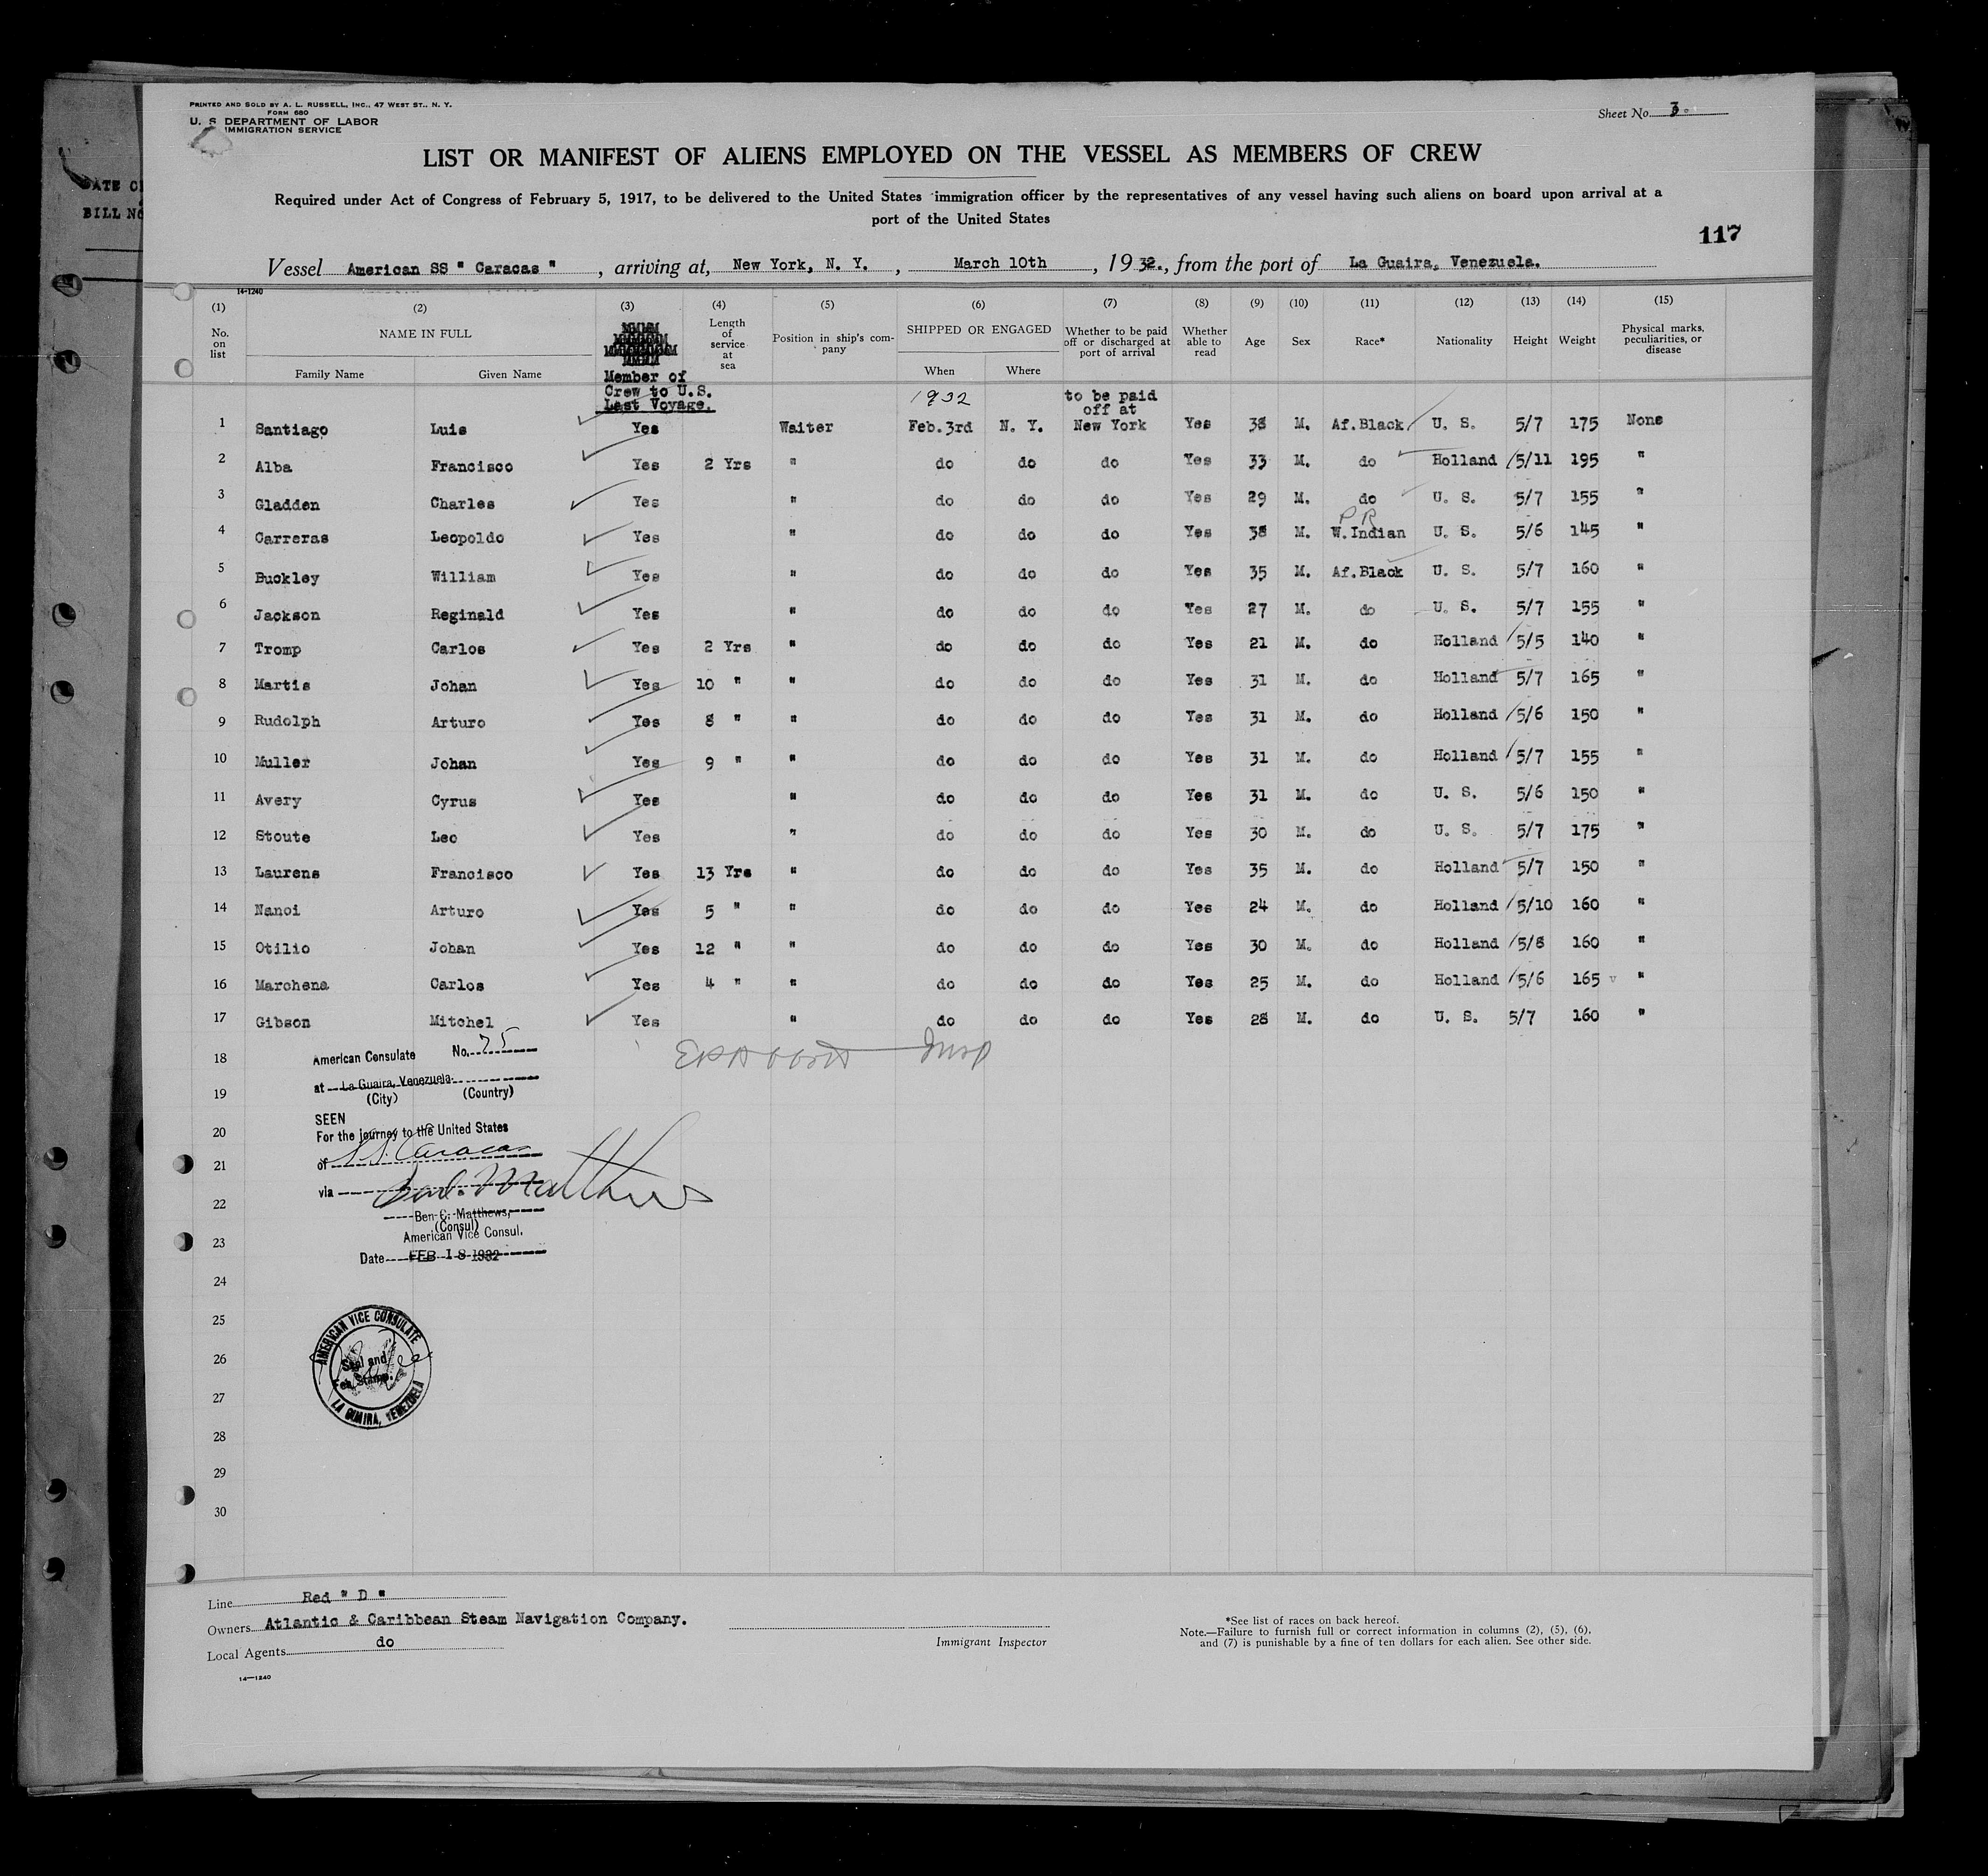 PRINTED AND SOLD BY A. L. RUSSELL, INC., 47 WEST ST., N. Y.
FORM 680
U. S. DEPARTMENT OF LABOR
IMMIGRATION SERVICE
Sheet No. 3
LIST OR MANIFEST OF ALIENS EMPLOYED ON THE VESSEL AS MEMBERS OF CREW
Required under Act of Congress of February 5, 1917, to be delivered to the United States immigration officer by the representatives of any vessel having such aliens on board upon arrival at a
port of the United States
117
Vessel American SS " Caracas ", arriving at, New York, N. Y., March 10th, 1932., from the port of La Guaira, Venezuela.
14-1240
(1) (2) (3) (4) (5) (6) (7) (8) (9) (10) (11) (12) (13) (14) (15)
No. on list NAME IN FULL Family Name Given Name Member of Crew to U.S. Last Voyage. Length of service at sea Position in ship's company SHIPPED OR ENGAGED When Where Whether to be paid off or discharged at port of arrival Whether able to read Age Sex Race* Nationality Height Weight Physical marks, peculiarities, or disease
1932 to be paid off at
1 Santiago Luis Yes Waiter Feb. 3rd N. Y. New York Yes 38 M. Af. Black U. S. 5/7 175 None
2 Alba Francisco Yes 2 Yrs " do do do Yes 33 M. do Holland 5/11 195 "
3 Gladden Charles Yes " do do do Yes 29 M. do U. S. 5/7 155 "
P R
4 Carreras Leopoldo Yes " do do do Yes 38 M. W. Indian U. S. 5/6 145 "
5 Buckley William Yes " do do do Yes 35 M. Af. Black U. S. 5/7 160 "
6 Jackson Reginald Yes " do do do Yes 27 M. do U. S. 5/7 155 "
7 Tromp Carlos Yes 2 Yrs " do do do Yes 21 M. do Holland 5/5 140 "
8 Martis Johan Yes 10 " " do do do Yes 31 M. do Holland 5/7 165 "
9 Rudolph Arturo Yes 8 " " do do do Yes 31 M. do Holland 5/6 150 "
10 Muller Johan Yes 9 " " do do do Yes 31 M. do Holland 5/7 155 "
11 Avery Cyrus Yes " do do do Yes 31 M. do U. S. 5/6 150 "
12 Stoute Leo Yes " do do do Yes 30 M. do U. S. 5/7 175 "
13 Laurens Francisco Yes 13 Yrs " do do do Yes 35 M. do Holland 5/7 150 "
14 Nanoi Arturo Yes 5 " " do do do Yes 24 M. do Holland 5/10 160 "
15 Otilio Johan Yes 12 " " do do do Yes 30 M. do Holland 5/8 160 "
16 Marchena Carlos Yes 4 " " do do do Yes 25 M. do Holland 5/6 165 "
17 Gibson Mitchel Yes " do do do Yes 28 M. do U. S. 5/7 160 "
18
19
20
21
22
23
24
25
26
27
28
29
30
American Consulate No. 75
at La Guaira, Venezuela
(City) (Country)
SEEN
For the journey to the United States
of S.S. Caracas
via
Ben C. Matthews
Ben C. Matthews,
(Consul)
American Vice Consul.
Date FEB 18 1932
AMERICAN VICE CONSULATE
Seal and
Fee Stamp.
LA GUAIRA, VENEZUELA
Line Red " D "
Owners Atlantic & Caribbean Steam Navigation Company.
Local Agents do
Immigrant Inspector
*See list of races on back hereof.
Note.—Failure to furnish full or correct information in columns (2), (5), (6),
and (7) is punishable by a fine of ten dollars for each alien. See other side.
14—1240
DATE
BILL No